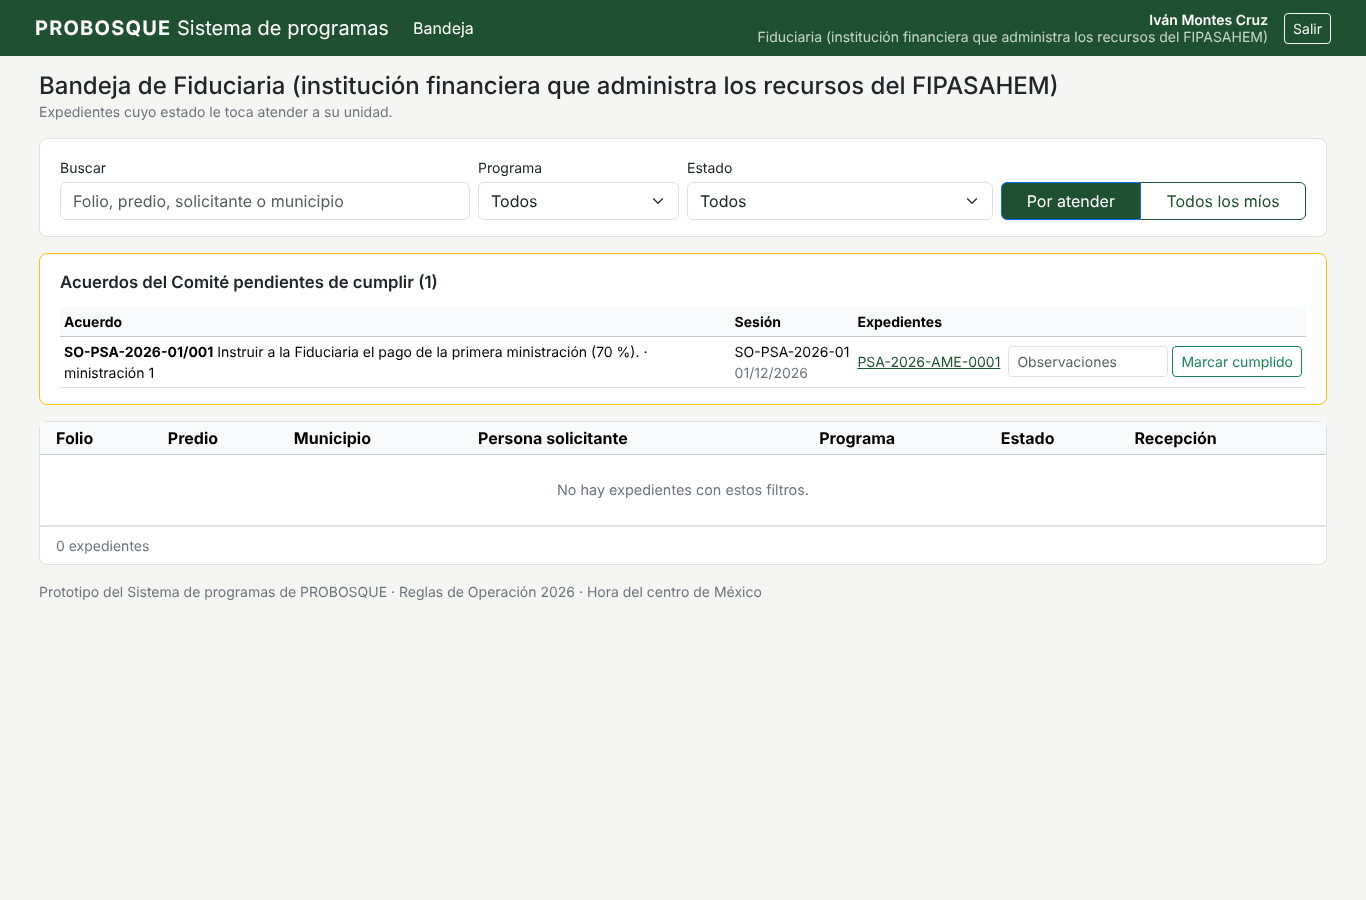 PROBOSQUE Sistema de programas
Bandeja
Iván Montes Cruz
Fiduciaria (institución financiera que administra los recursos del FIPASAHEM)
Salir
Bandeja de Fiduciaria (institución financiera que administra los recursos del FIPASAHEM)
Expedientes cuyo estado le toca atender a su unidad.
Buscar
Programa
Estado
Folio, predio, solicitante o municipio
Todos
Todos
Por atender
Todos los míos
Acuerdos del Comité pendientes de cumplir (1)
Acuerdo
Sesión
Expedientes
SO-PSA-2026-01/001 Instruir a la Fiduciaria el pago de la primera ministración (70 %). ·
ministración 1
SO-PSA-2026-01
01/12/2026
PSA-2026-AME-0001
Observaciones
Marcar cumplido
Folio
Predio
Municipio
Persona solicitante
Programa
Estado
Recepción
No hay expedientes con estos filtros.
0 expedientes
Prototipo del Sistema de programas de PROBOSQUE · Reglas de Operación 2026 · Hora del centro de México